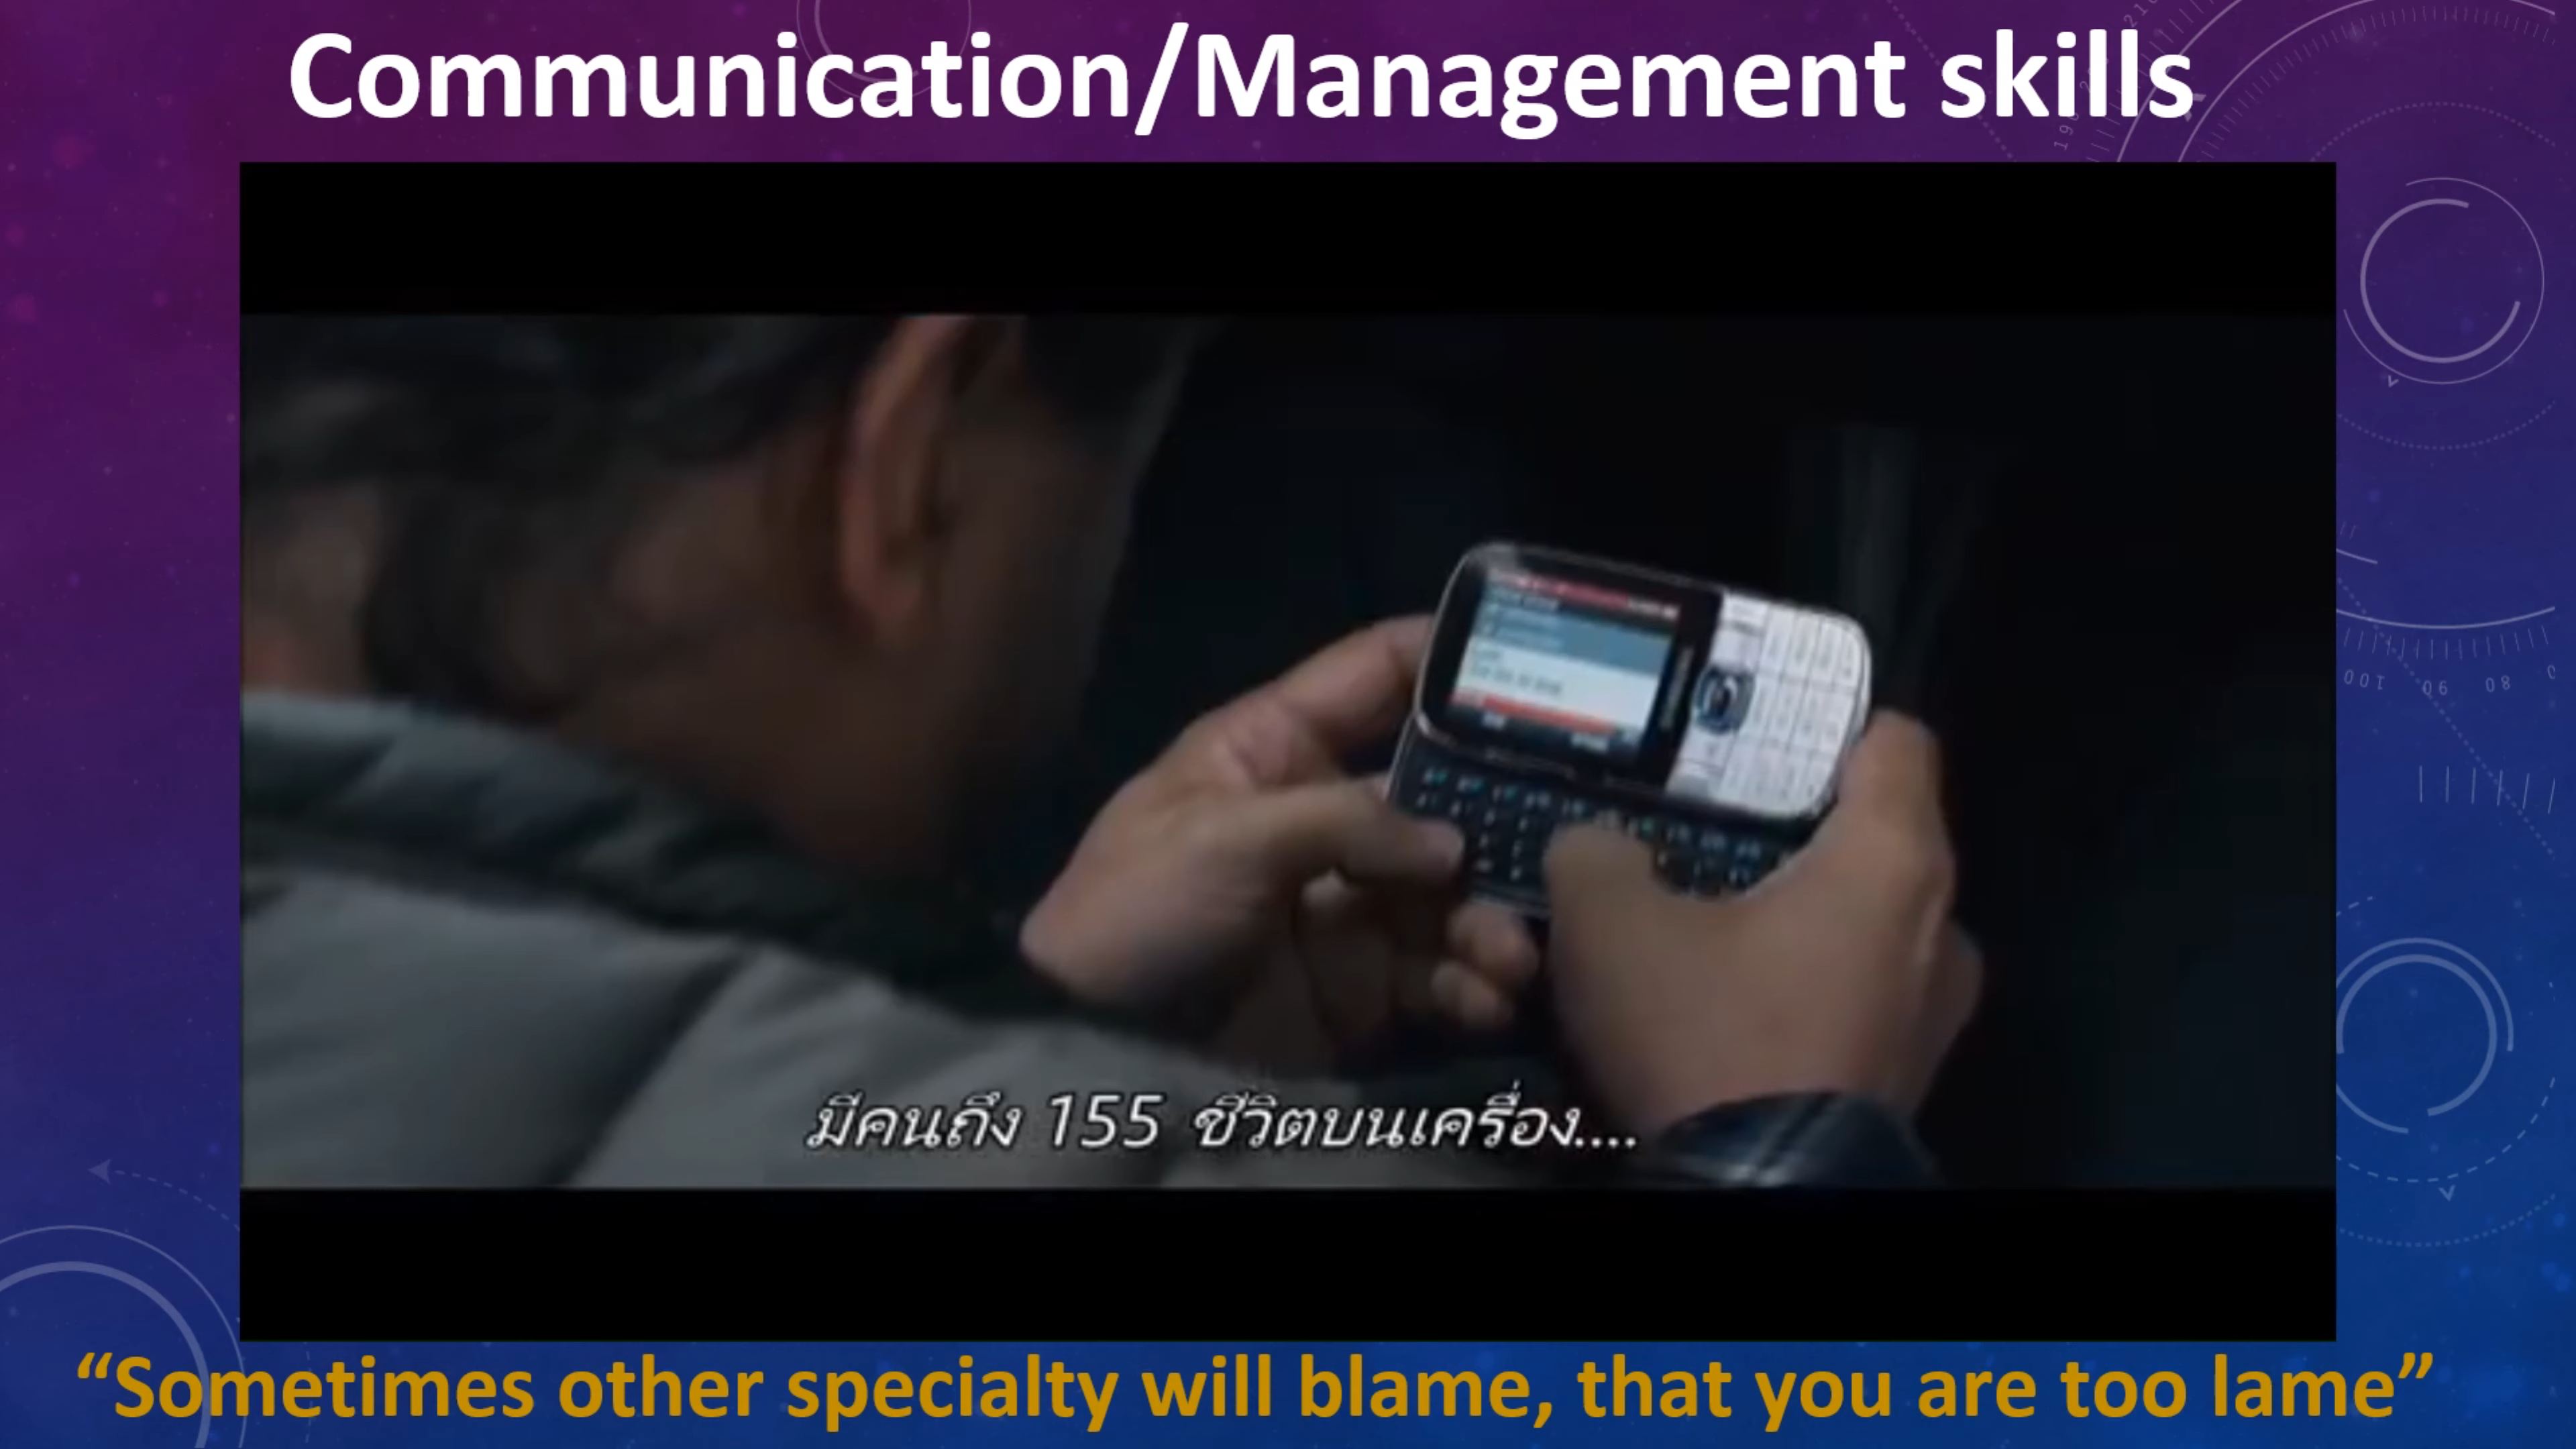 Communication/Management skills
มีคนถึง 155 ชีวิตบนเครื่อง....
“Sometimes other specialty will blame, that you are too lame”